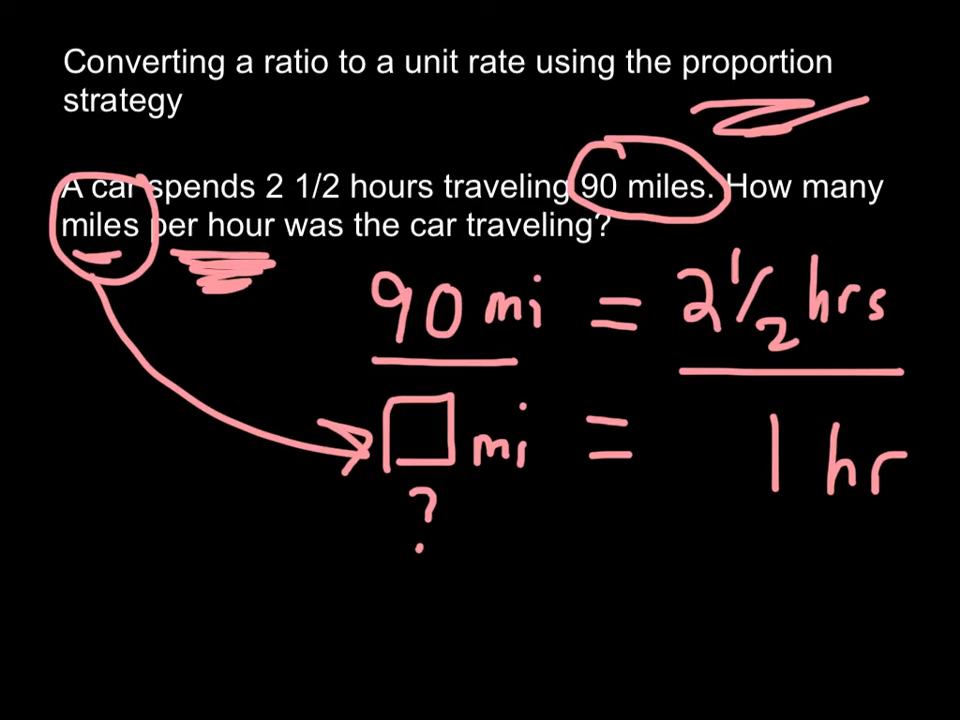 Converting a ratio to a unit rate using the proportion
strategy
A car spends 2 1/2 hours traveling 90 miles. How many
miles per hour was the car traveling?
90 mi = 2 1/2 hrs
□ mi = 1 hr
?